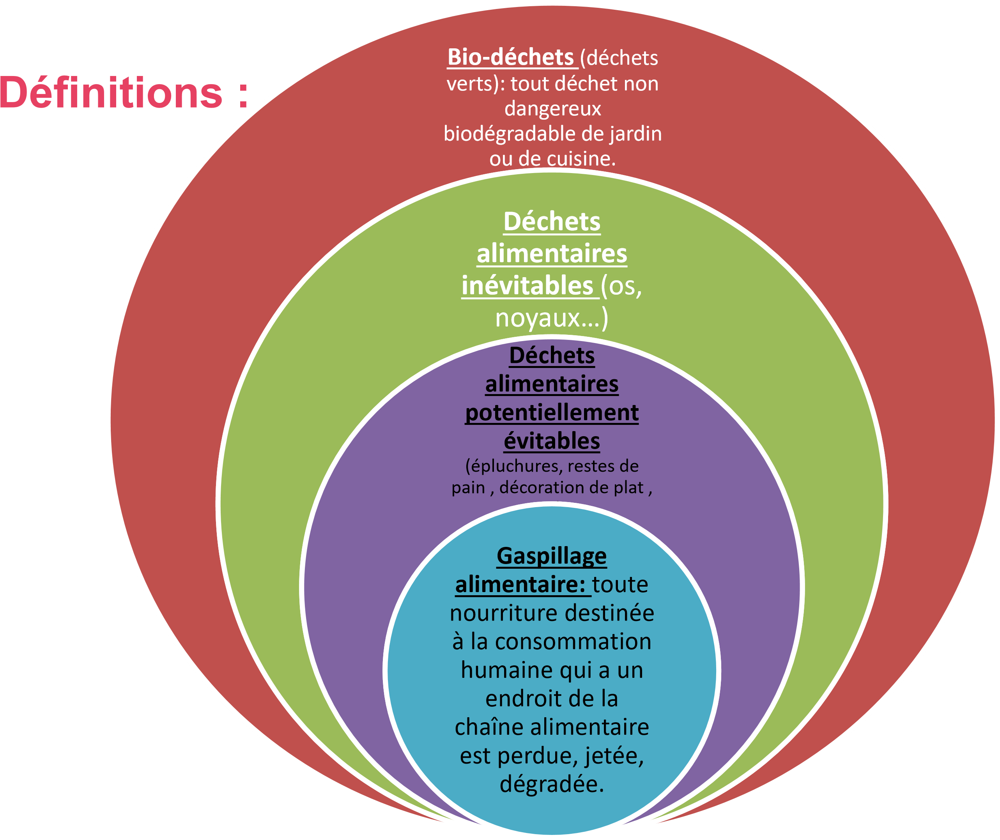 Définitions :
Bio-déchets (déchets
verts): tout déchet non
dangereux
biodégradable de jardin
ou de cuisine.
Déchets
alimentaires
inévitables (os,
noyaux...)
Déchets
alimentaires
potentiellement
évitables
(épluchures, restes de
pain , décoration de plat ,
Gaspillage
alimentaire: toute
nourriture destinée
à la consommation
humaine qui a un
endroit de la
chaîne alimentaire
est perdue, jetée,
dégradée.